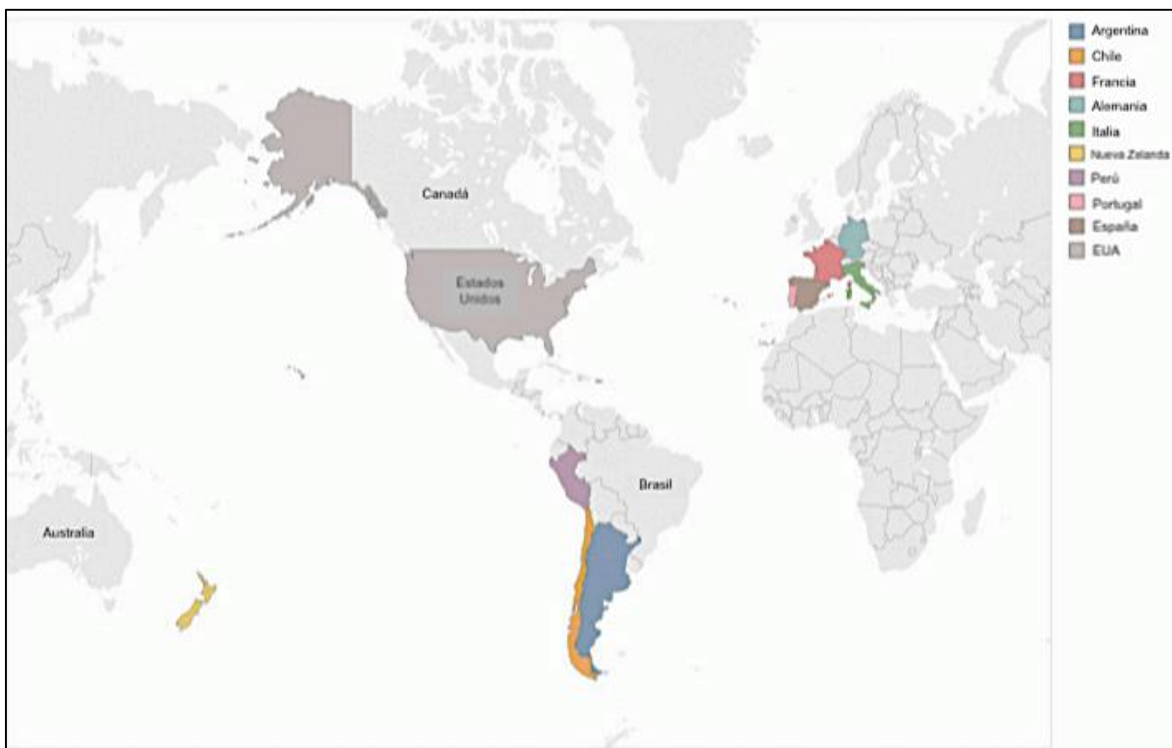 Argentina
Chile
Francia
Alemania
Italia
Nueva Zelanda
Perú
Portugal
España
EUA
Canadá
Estados
Unidos
Brasil
Australia